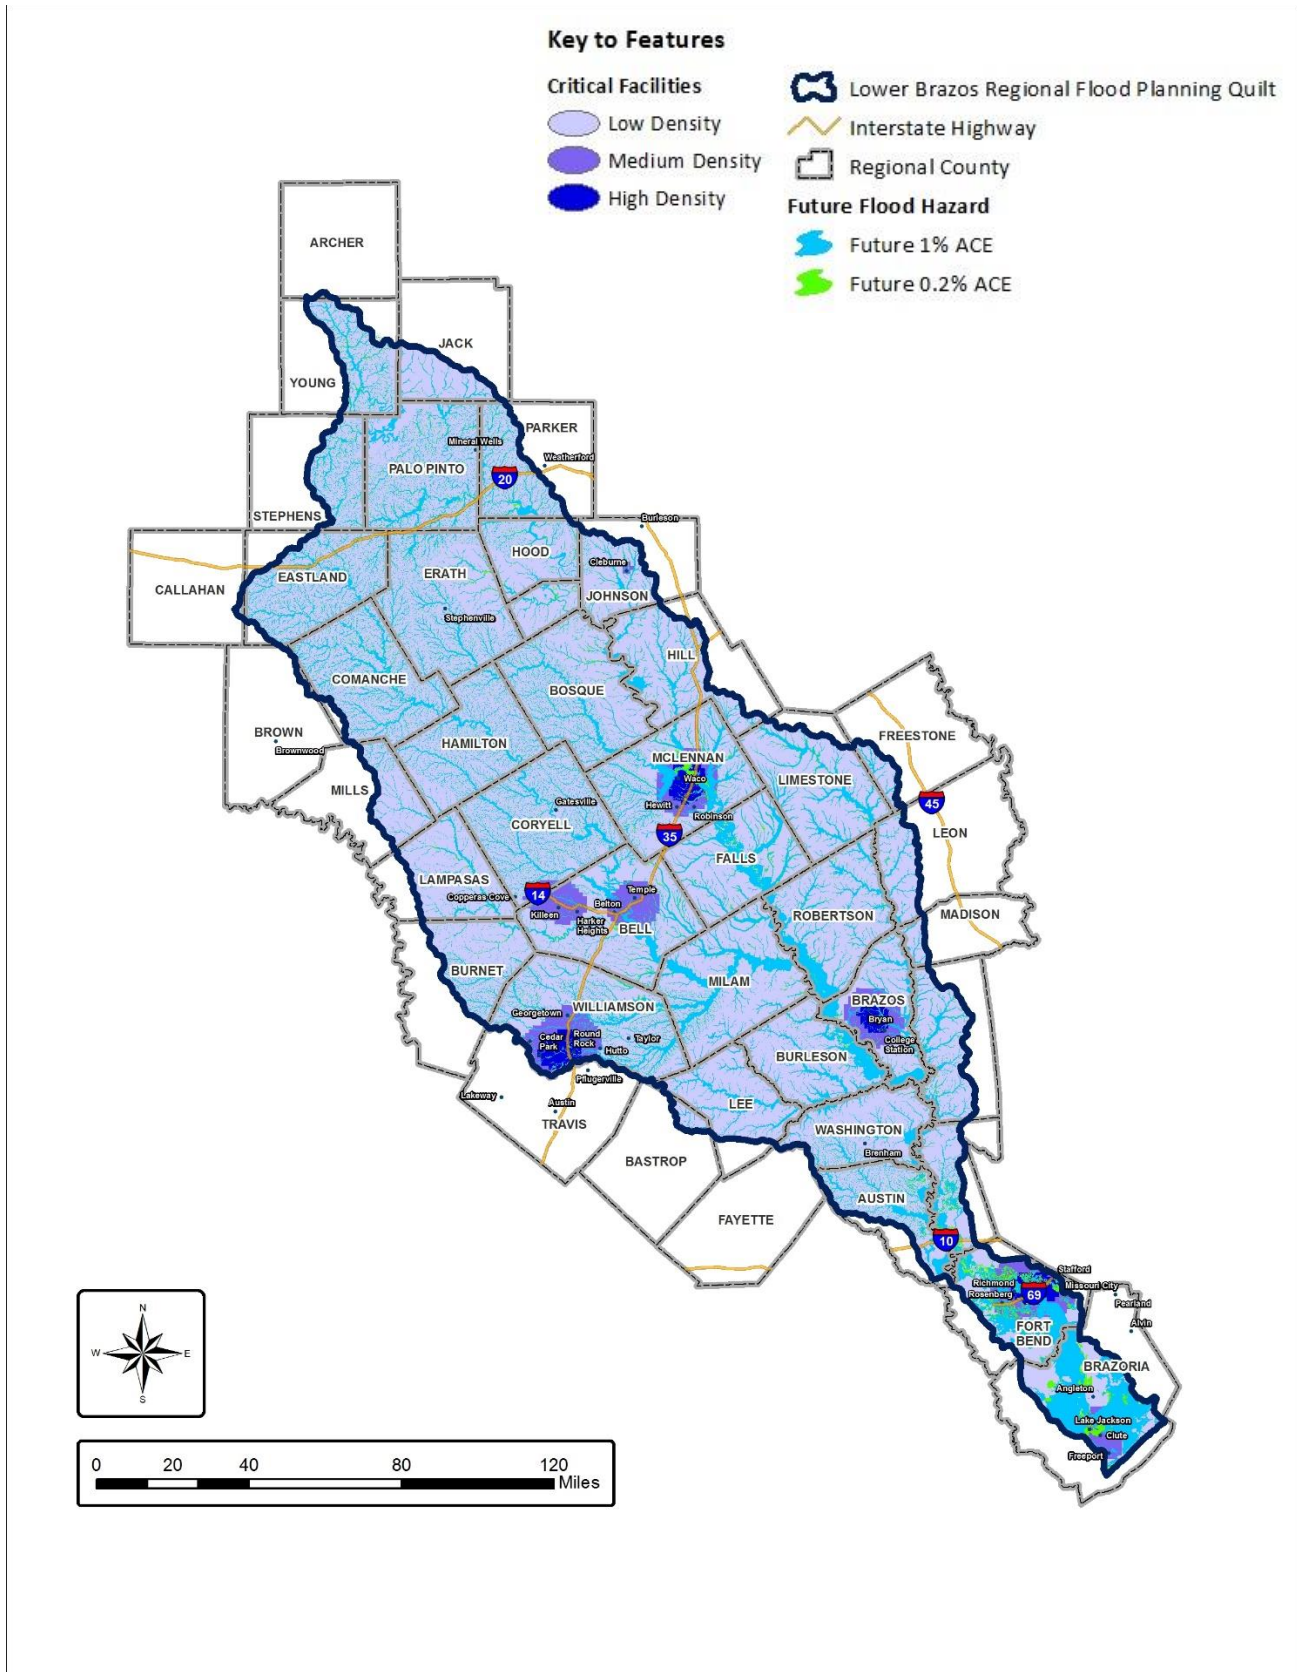 Key to Features
Critical Facilities
Low Density
Medium Density
High Density
Lower Brazos Regional Flood Planning Quilt
Interstate Highway
Regional County
Future Flood Hazard
Future 1% ACE
Future 0.2% ACE
ARCHER
JACK
YOUNG
PARKER
Mineral Wells
Weatherford
PALO PINTO
20
STEPHENS
Burleson
HOOD
Cleburne
EASTLAND
ERATH
CALLAHAN
JOHNSON
Stephenville
HILL
COMANCHE
BOSQUE
BROWN
Brownwood
FREESTONE
HAMILTON
MCLENNAN
Waco
LIMESTONE
MILLS
Gatesville
Hewitt
Robinson
45
CORYELL
35
LEON
FALLS
LAMPASAS
Copperas Cove
14
Temple
Killeen
Belton
Harker
Heights
BELL
ROBERTSON
MADISON
BURNET
MILAM
WILLIAMSON
BRAZOS
Georgetown
Bryan
Cedar
Park
Round
Rock
Taylor
Hutto
College
Station
BURLESON
Pflugerville
Lakeway
Austin
LEE
TRAVIS
WASHINGTON
Brenham
BASTROP
AUSTIN
FAYETTE
10
Stafford
Richmond
Missouri City
Rosenberg
69
Pearland
FORT
BEND
Alvin
BRAZORIA
Angleton
Lake Jackson
Clute
Freeport
N
W
E
S
0 20 40 80 120
Miles